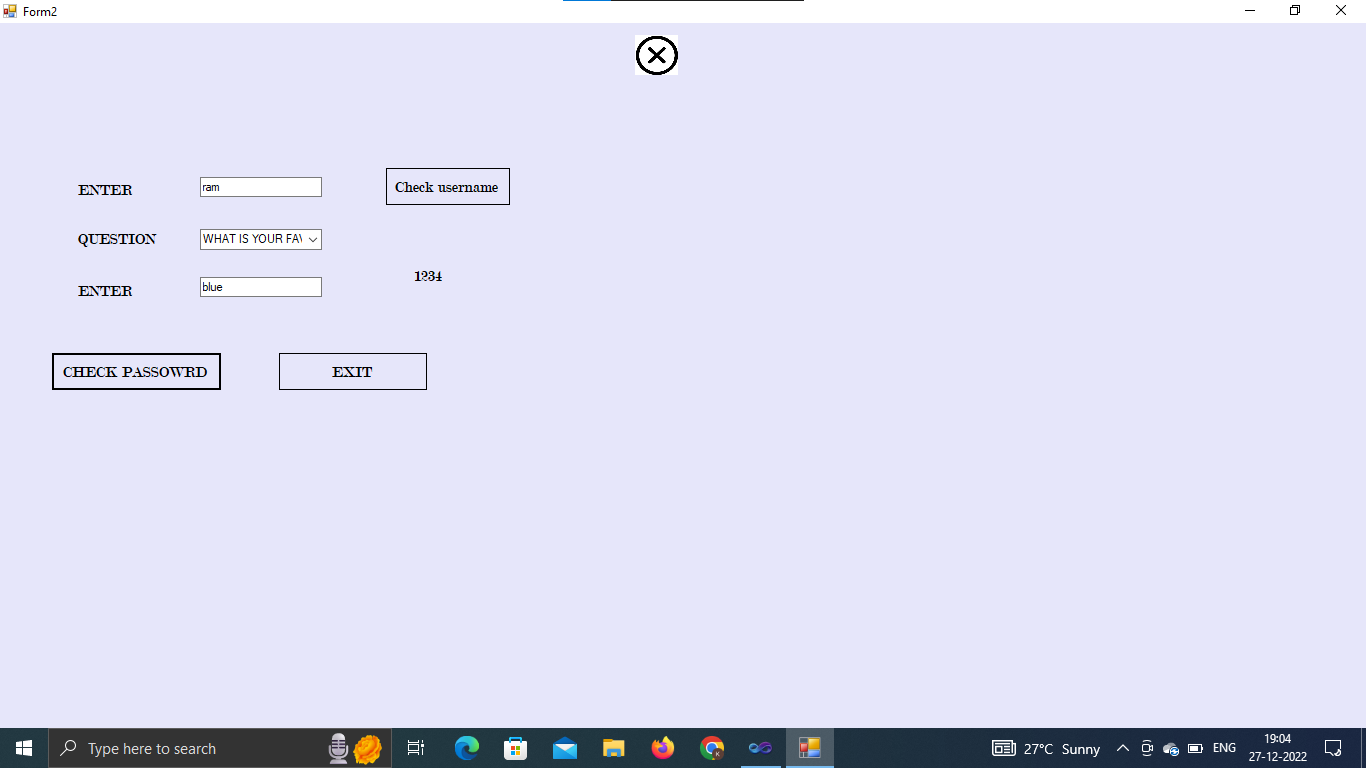 Form2
ENTER
ram
Check username
QUESTION
WHAT IS YOUR FAV
1234
ENTER
blue
CHECK PASSOWRD
EXIT
Type here to search
27°C Sunny
ENG
19:04
27-12-2022